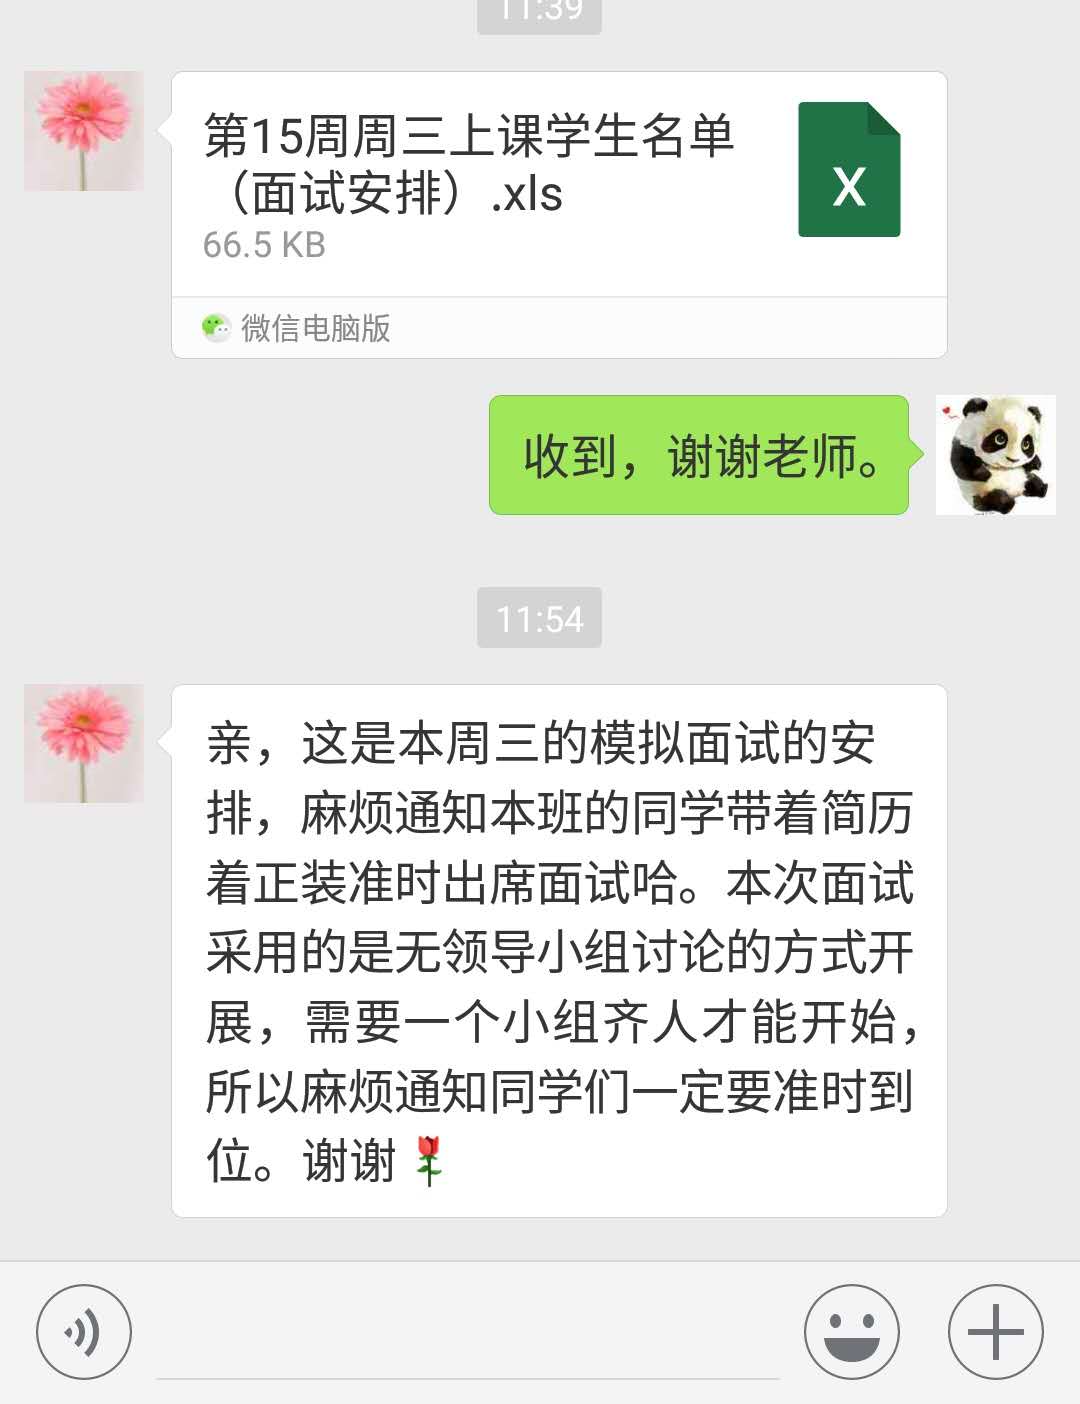 11:39
第15周周三上课学生名单
（面试安排）.xls
66.5 KB
X
微信电脑版
收到，谢谢老师。
11:54
亲，这是本周三的模拟面试的安
排，麻烦通知本班的同学带着简历
着正装准时出席面试哈。本次面试
采用的是无领导小组讨论的方式开
展，需要一个小组齐人才能开始，
所以麻烦通知同学们一定要准时到
位。谢谢🌹